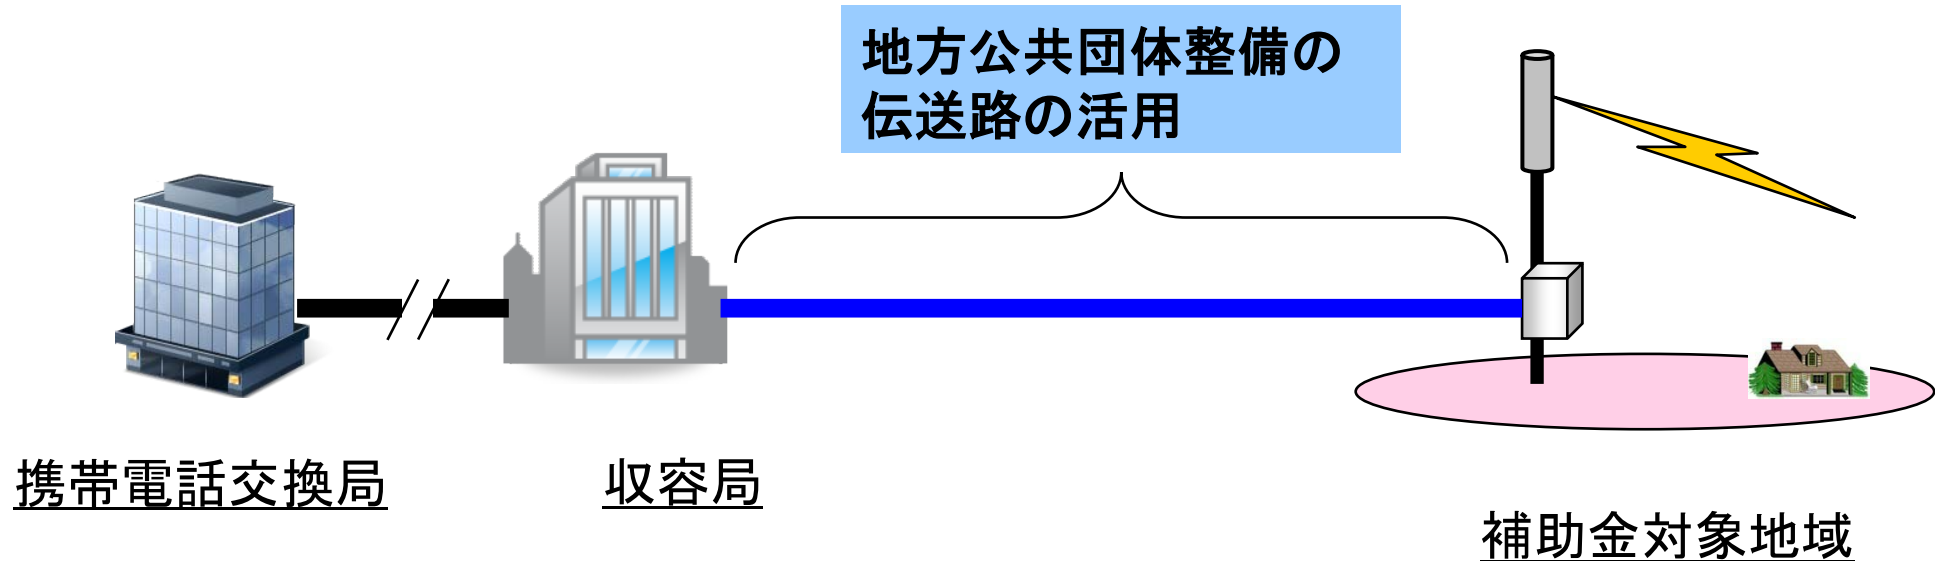 地方公共団体整備の
伝送路の活用
携帯電話交換局
収容局
補助金対象地域